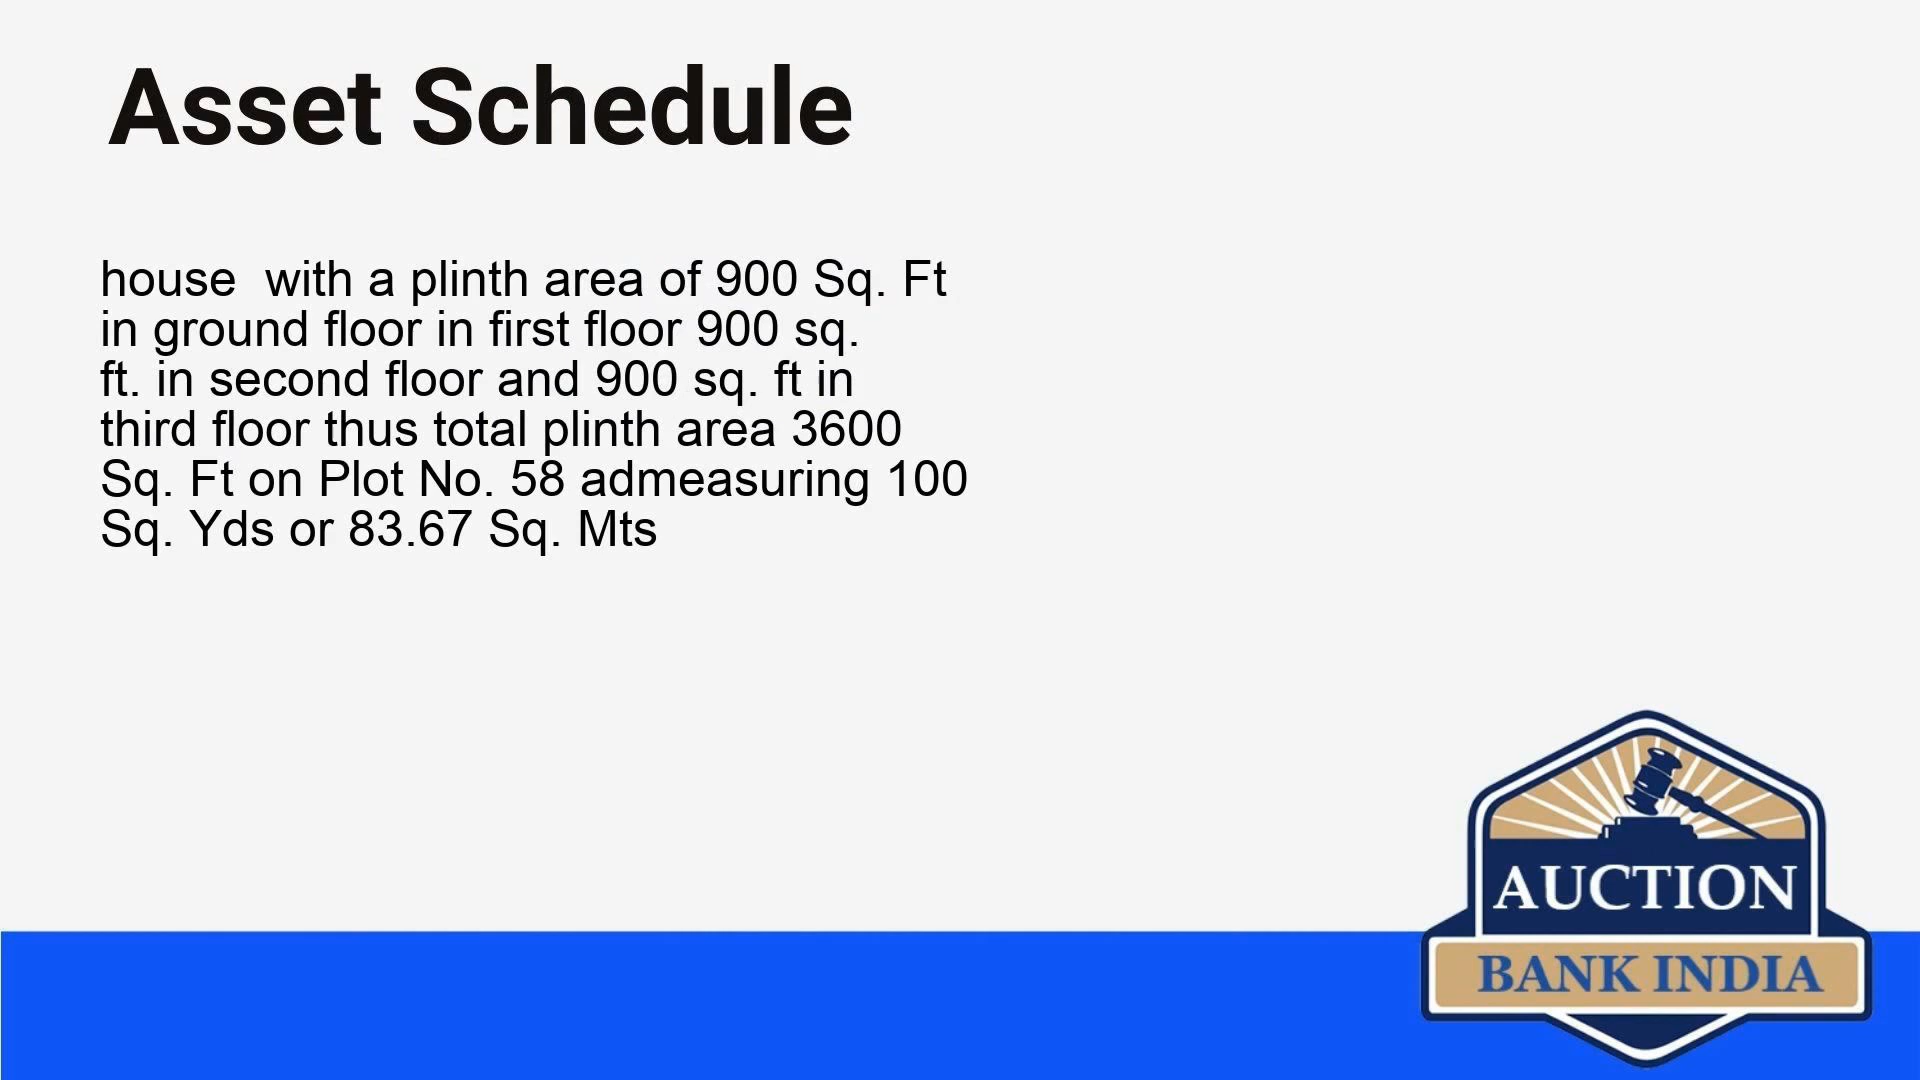 Asset Schedule
house  with a plinth area of 900 Sq. Ft
in ground floor in first floor 900 sq.
ft. in second floor and 900 sq. ft in
third floor thus total plinth area 3600
Sq. Ft on Plot No. 58 admeasuring 100
Sq. Yds or 83.67 Sq. Mts
AUCTION
BANK INDIA